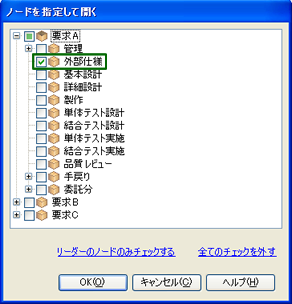 ノードを指定して開く
要求A
管理
外部仕様
基本設計
詳細設計
製作
単体テスト設計
結合テスト設計
単体テスト実施
結合テスト実施
品質レビュー
手戻り
委託分
要求B
要求C
リーダーのノードのみチェックする 全てのチェックを外す
OK(O) キャンセル(C) ヘルプ(H)